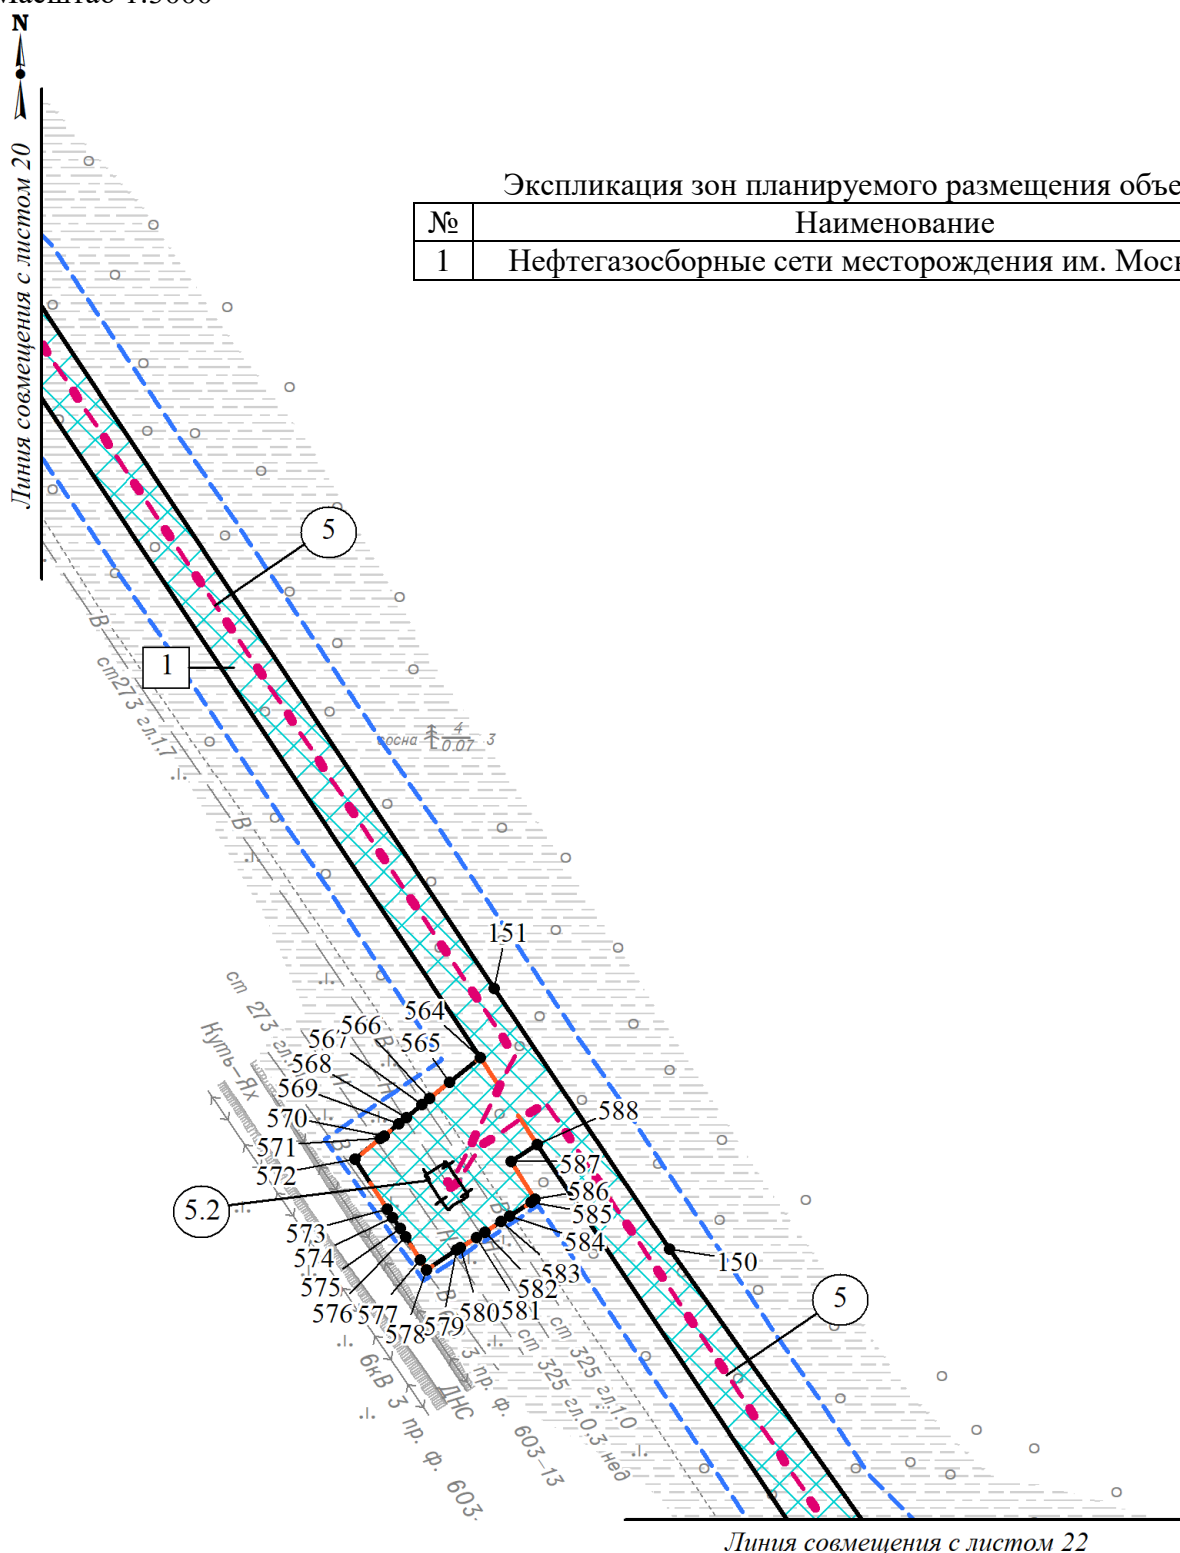 N
Линия совмещения с листом 20
Экспликация зон планируемого размещения
№ Наименование
1 Нефтегазосборные сети месторождения им.
5
1
В
ст273 гл.1,7
сосна 4 3
0.07
В
151
564
566
567
565
568
569
570
571
572
ст 273
Куть-Ях
В
В
588
587
586
585
584
583
582
581
580
579
578
577
576
575
574
573
5.2
150
5
Н
В
В
ст 325 гл.1,0
ст 325 гл.0,3 нед
3 пр. ф. 603-13
ДНС
6кВ 3 пр. ф. 603-
Линия совмещения с листом 22